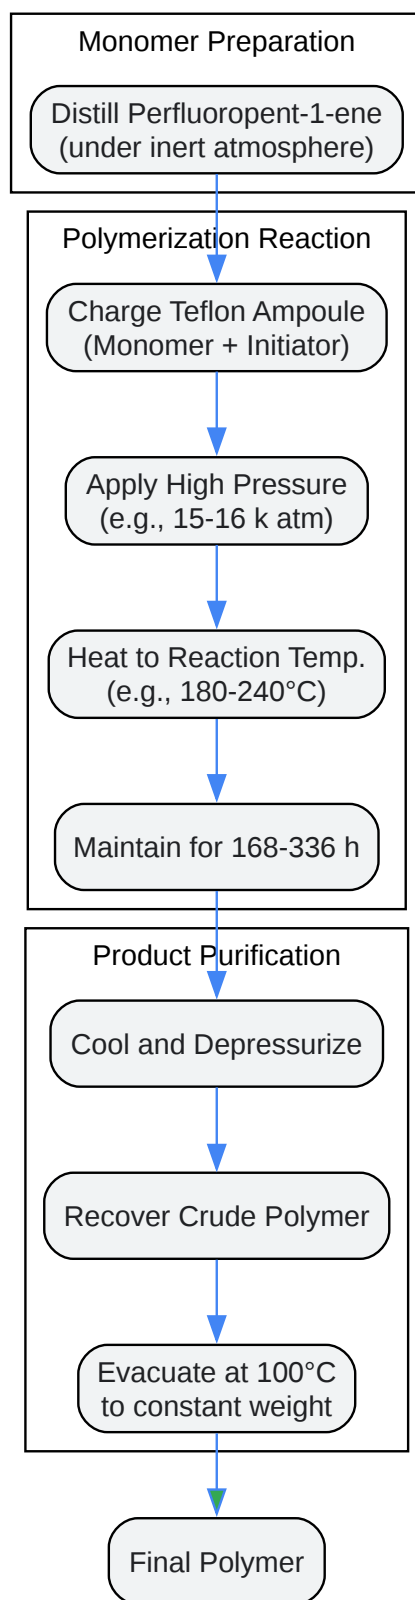 Monomer Preparation
Distill Perfluoropent-1-ene
(under inert atmosphere)
Polymerization Reaction
Charge Teflon Ampoule
(Monomer + Initiator)
Apply High Pressure
(e.g., 15-16 k atm)
Heat to Reaction Temp.
(e.g., 180-240°C)
Maintain for 168-336 h
Product Purification
Cool and Depressurize
Recover Crude Polymer
Evacuate at 100°C
to constant weight
Final Polymer